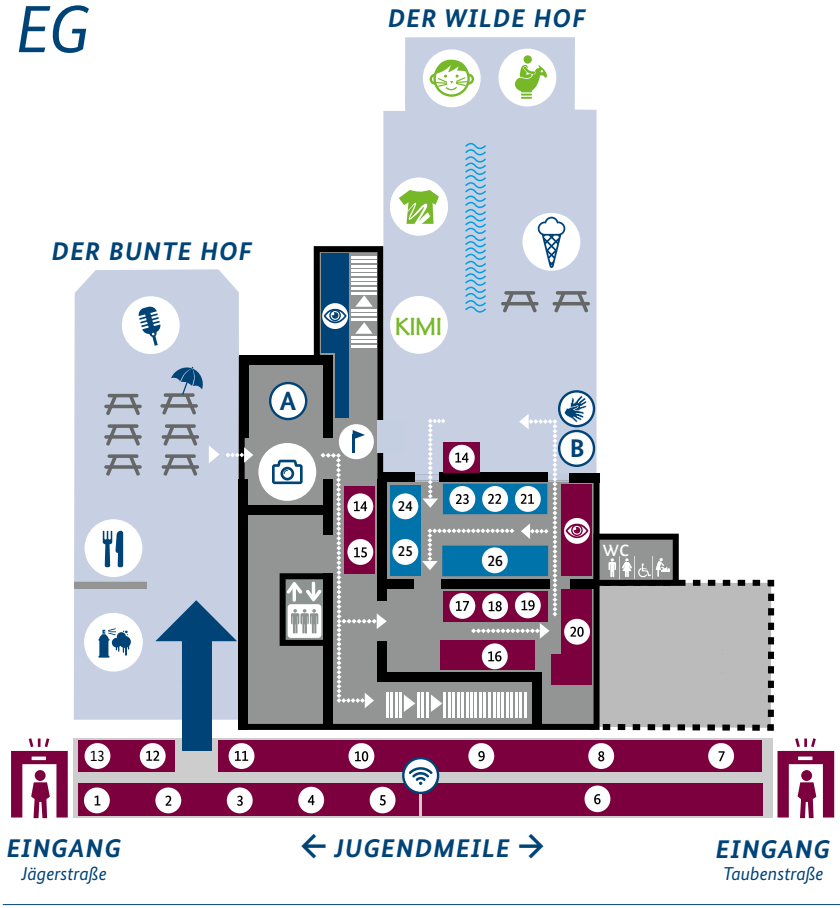 EG
DER WILDE HOF
DER BUNTE HOF
KIMI
A
B
14
24
23 22 21
14
25
15
26
WC
17 18 19
20
16
13 12 11 10 9 8 7
1 2 3 4 5 6
EINGANG
Jägerstraße
← JUGENDMEILE →
EINGANG
Taubenstraße